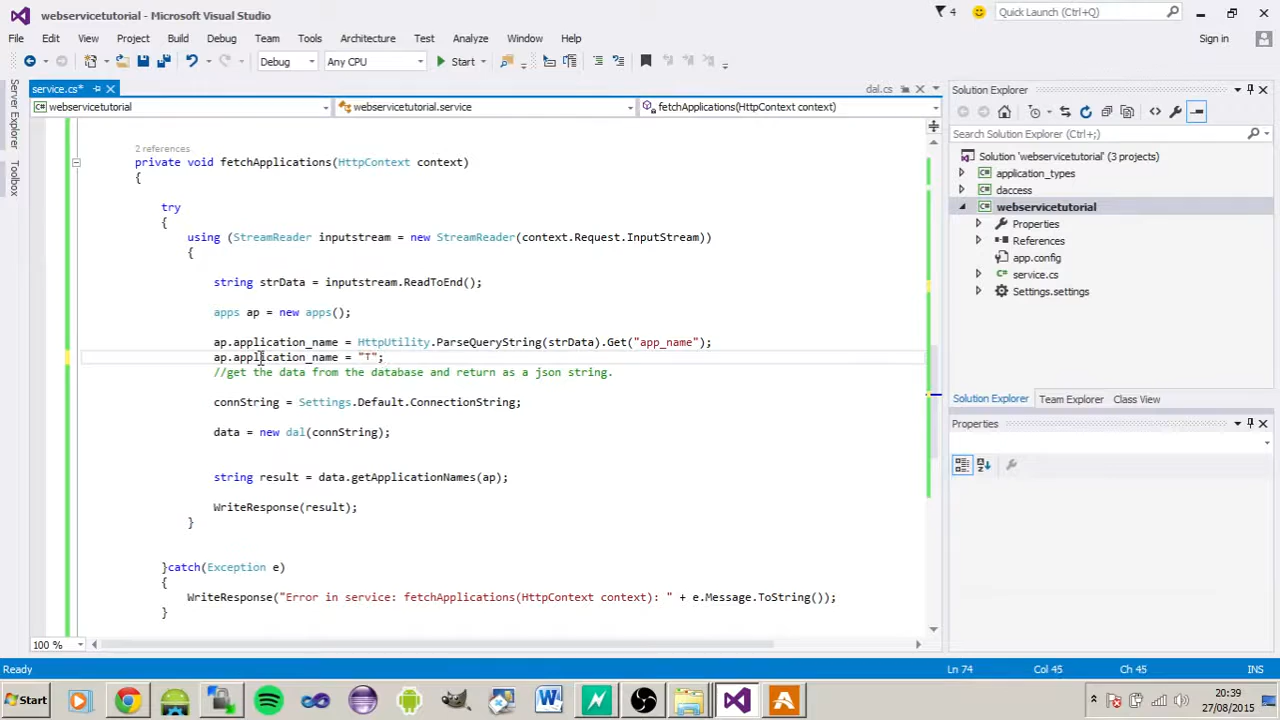 webservicetutorial - Microsoft Visual Studio
4
Quick Launch (Ctrl+Q)
File Edit View Project Build Debug Team Tools Architecture Test Analyze Window Help
Sign in
Debug Any CPU Start
Server Explorer
Toolbox
service.cs*
dal.cs
webservicetutorial
webservicetutorial.service
fetchApplications(HttpContext context)
2 references
private void fetchApplications(HttpContext context)
{
try
{
using (StreamReader inputstream = new StreamReader(context.Request.InputStream))
{
string strData = inputstream.ReadToEnd();
apps ap = new apps();
ap.application_name = HttpUtility.ParseQueryString(strData).Get("app_name");
ap.application_name = "T";
//get the data from the database and return as a json string.
connString = Settings.Default.ConnectionString;
data = new dal(connString);
string result = data.getApplicationNames(ap);
WriteResponse(result);
}
}catch(Exception e)
{
WriteResponse("Error in service: fetchApplications(HttpContext context): " + e.Message.ToString());
}
100 %
Solution Explorer
Search Solution Explorer (Ctrl+;)
Solution 'webservicetutorial' (3 projects)
application_types
daccess
webservicetutorial
Properties
References
app.config
service.cs
Settings.settings
Solution Explorer Team Explorer Class View
Properties
Ready
Ln 74 Col 45 Ch 45 INS
Start
20:39
27/08/2015